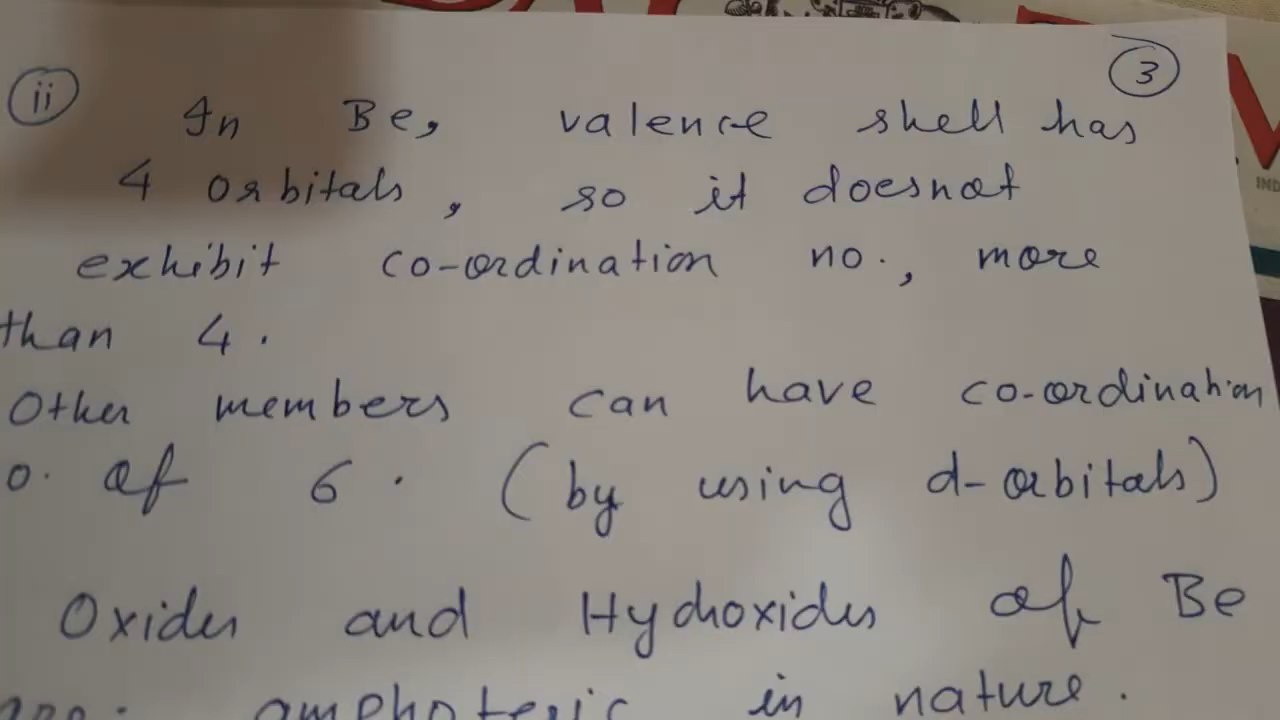 ii
3
In Be, valence shell has
4 orbitals, so it doesnot
exhibit co-ordination no., more
than 4.
Other members can have co-ordination
o. of 6. (by using d-orbitals)
Oxides and Hydroxides of Be
are amphoteric in nature.
IND